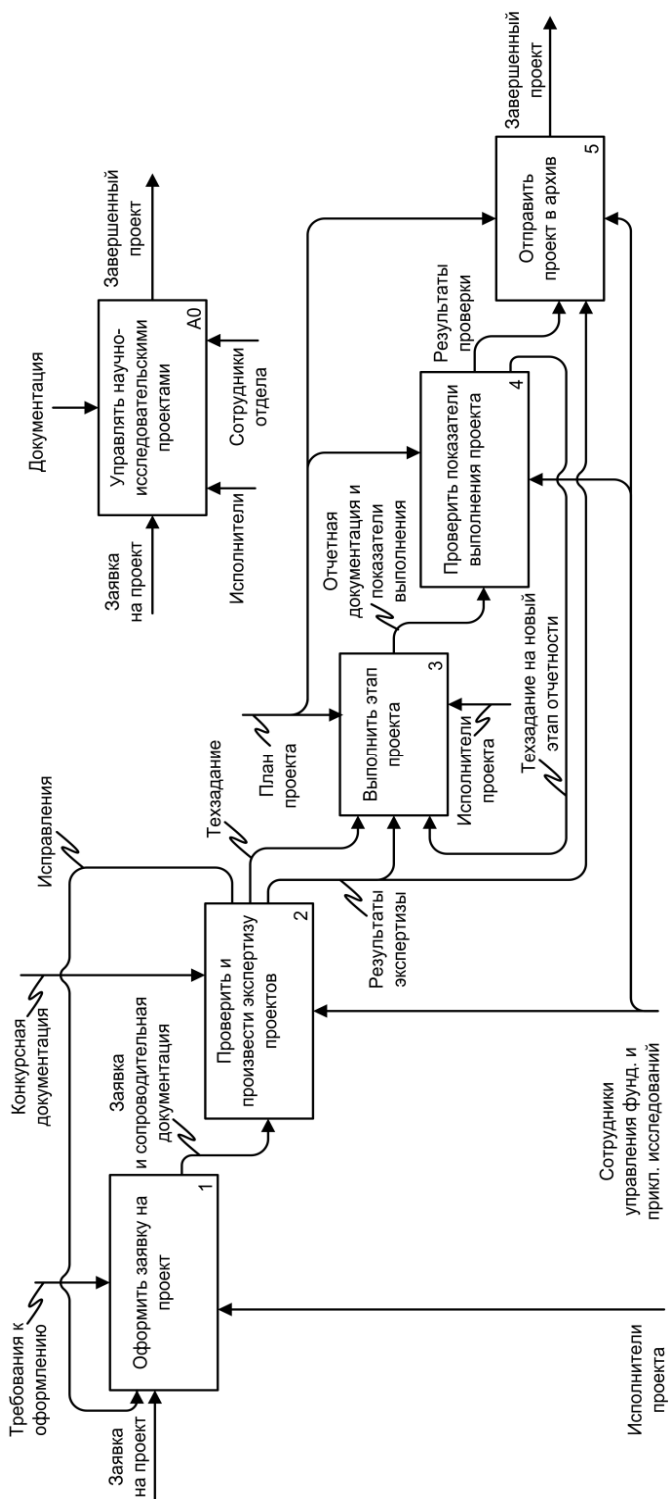 Документация
Заявка
на проект
Управлять научно-
исследовательскими
проектами
A0
Завершенный
проект
Исполнители
Сотрудники
отдела
Требования к
оформлению
Конкурсная
документация
Исправления
Заявка
на проект
Оформить заявку на
проект
1
Заявка
и сопроводительная
документация
Проверить и
произвести экспертизу
проектов
2
Техзадание
Результаты
экспертизы
План
проекта
Выполнить этап
проекта
3
Исполнители
проекта
Отчетная
документация и
показатели
выполнения
Проверить показатели
выполнения проекта
4
Техзадание на новый
этап отчетности
Результаты
проверки
Отправить
проект в архив
5
Завершенный
проект
Исполнители
проекта
Сотрудники
управления фунд. и
прикл. исследований